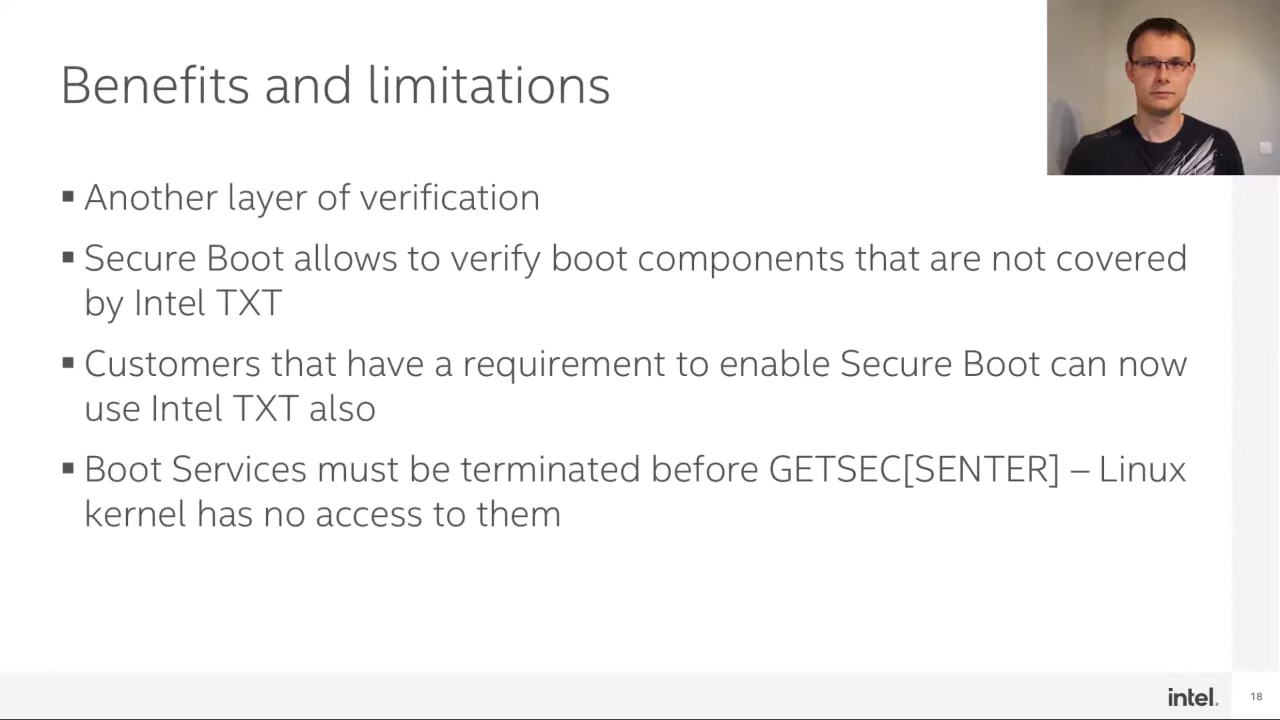 Benefits and limitations
▪ Another layer of verification
▪ Secure Boot allows to verify boot components that are not covered
by Intel TXT
▪ Customers that have a requirement to enable Secure Boot can now
use Intel TXT also
▪ Boot Services must be terminated before GETSEC[SENTER] – Linux
kernel has no access to them
intel.
18